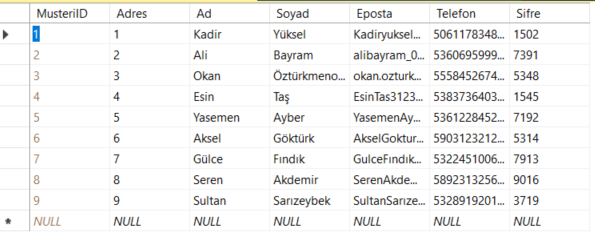 MusteriID Adres Ad Soyad Eposta Telefon Sifre
1 1 Kadir Yüksel Kadiryuksel... 5061178348... 1502
2 2 Ali Bayram alibayram_0... 5360695999... 7391
3 3 Okan Öztürkmeno... okan.ozturk... 5558452674... 5348
4 4 Esin Taş EsinTas3123... 5383736403... 1545
5 5 Yasemen Ayber YasemenAy... 5361228452... 7192
6 6 Aksel Göktürk AkselGoktur... 5903123212... 5314
7 7 Gülce Fındık GulceFındık... 5322451006... 7913
8 8 Seren Akdemir SerenAkde... 5892313256... 9016
9 9 Sultan Sarızeybek SultanSarıze... 5328919201... 3719
* NULL NULL NULL NULL NULL NULL NULL